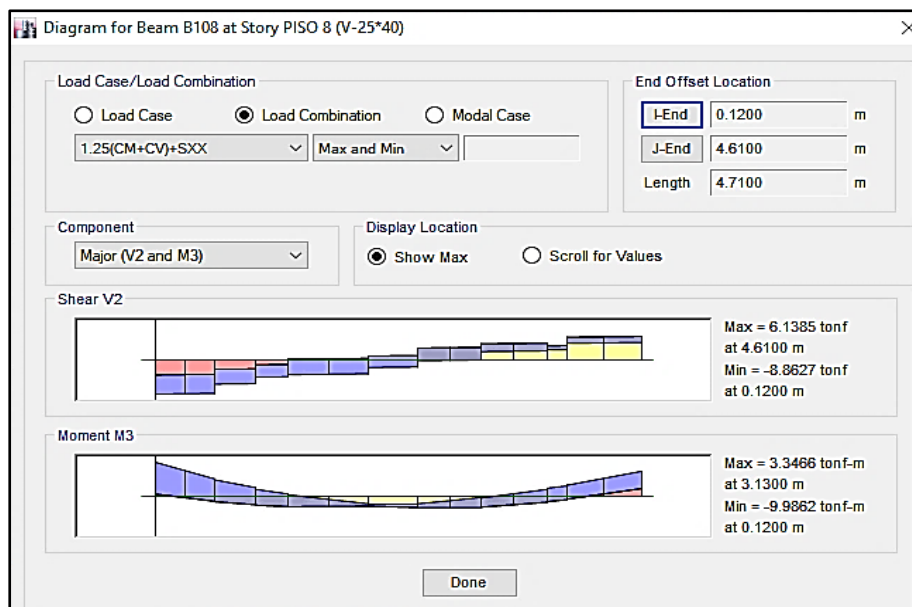 Diagram for Beam B108 at Story PISO 8 (V-25*40)
Load Case/Load Combination
Load Case Load Combination Modal Case
1.25(CM+CV)+SXX Max and Min
End Offset Location
I-End 0.1200 m
J-End 4.6100 m
Length 4.7100 m
Component
Major (V2 and M3)
Display Location
Show Max Scroll for Values
Shear V2
Max = 6.1385 tonf
at 4.6100 m
Min = -8.8627 tonf
at 0.1200 m
Moment M3
Max = 3.3466 tonf-m
at 3.1300 m
Min = -9.9862 tonf-m
at 0.1200 m
Done